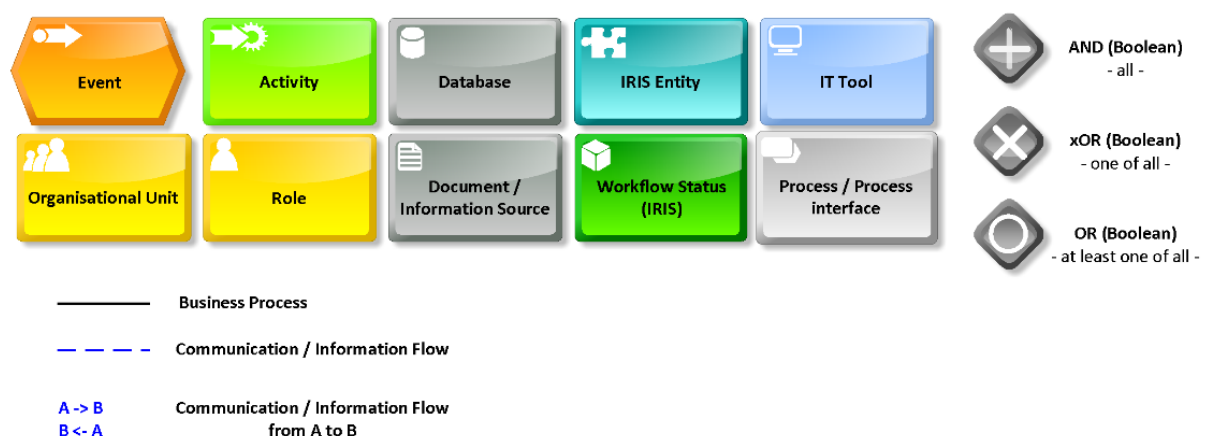 Event
Activity
Database
IRIS Entity
IT Tool
AND (Boolean)
- all -
Organisational Unit
Role
Document /
Information Source
Workflow Status
(IRIS)
Process / Process
interface
xOR (Boolean)
- one of all -
OR (Boolean)
- at least one of all -
Business Process
Communication / Information Flow
A -> B
B <- A
Communication / Information Flow
from A to B